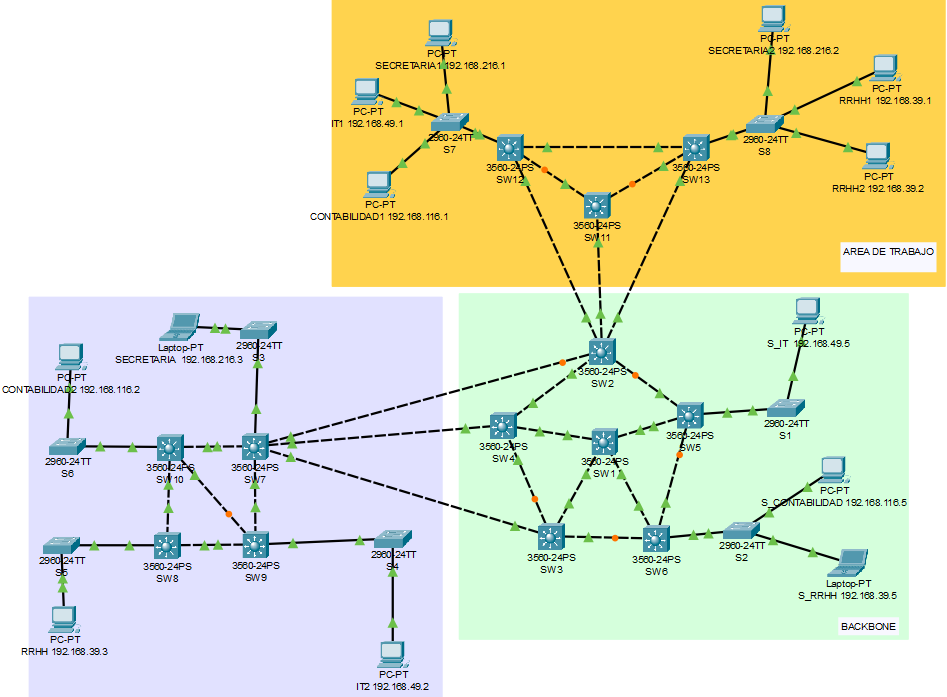 PC-PT
SECRETARIA1 192.168.216.1
PC-PT
IT1 192.168.49.1
2960-24TT
S7
PC-PT
CONTABILIDAD1 192.168.116.1
3560-24PS
SW12
3560-24PS
SW11
3560-24PS
SW13
PC-PT
SECRETARIA2 192.168.216.2
2960-24TT
S8
PC-PT
RRHH1 192.168.39.1
PC-PT
RRHH2 192.168.39.2
AREA DE TRABAJO
Laptop-PT
SECRETARIA 192.168.216.3
2960-24TT
S3
PC-PT
CONTABILIDAD2 192.168.116.2
2960-24TT
S6
3560-24PS
SW10
3560-24PS
SW7
2960-24TT
S5
3560-24PS
SW8
3560-24PS
SW9
2960-24TT
S4
PC-PT
RRHH 192.168.39.3
PC-PT
IT2 192.168.49.2
3560-24PS
SW2
PC-PT
S_IT 192.168.49.5
3560-24PS
SW4
3560-24PS
SW1
3560-24PS
SW5
2960-24TT
S1
PC-PT
S_CONTABILIDAD 192.168.116.5
3560-24PS
SW3
3560-24PS
SW6
2960-24TT
S2
Laptop-PT
S_RRHH 192.168.39.5
BACKBONE